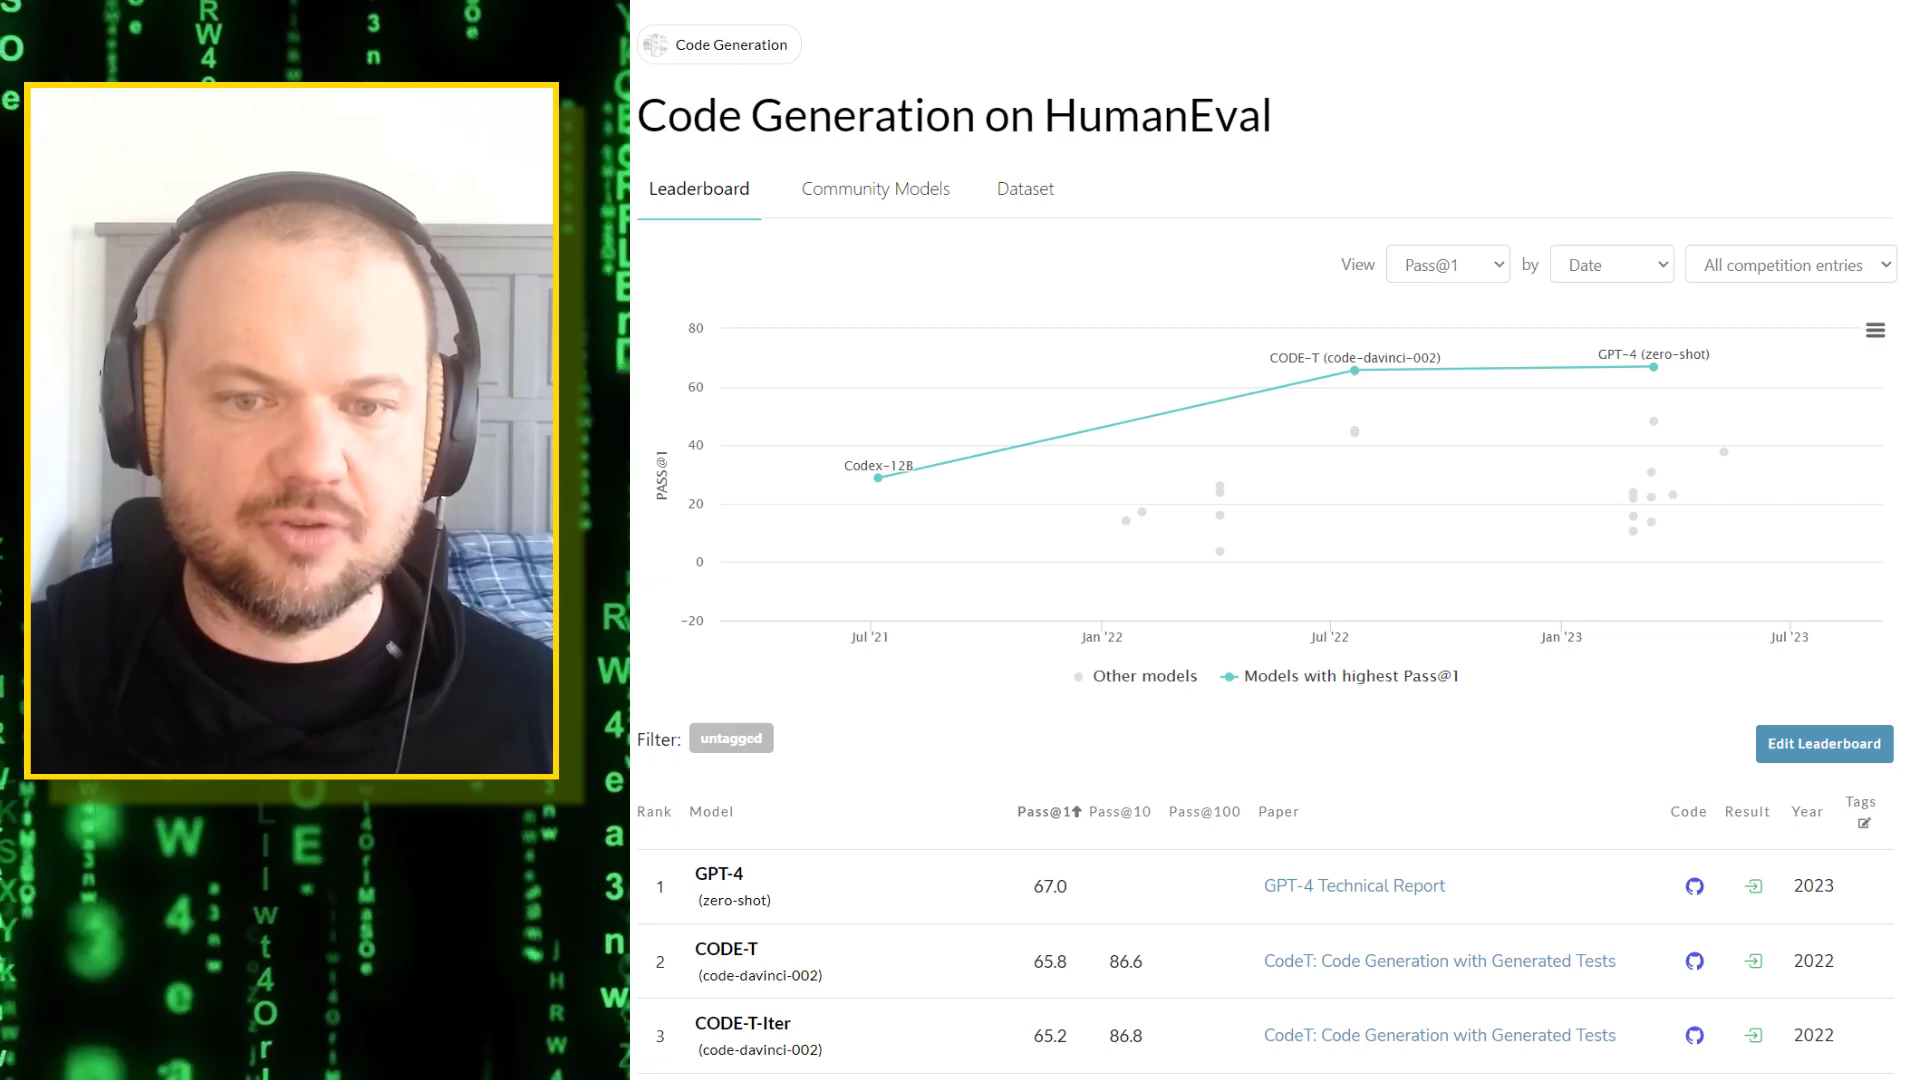 Code Generation
Code Generation on HumanEval
Leaderboard Community Models Dataset
View Pass@1 by Date All competition entries
80
60
40
20
0
-20
PASS@1
Codex-12B
CODE-T (code-davinci-002)
GPT-4 (zero-shot)
Jul '21 Jan '22 Jul '22 Jan '23 Jul '23
Other models Models with highest Pass@1
Filter: untagged
Edit Leaderboard
Rank Model Pass@1 Pass@10 Pass@100 Paper Code Result Year Tags
1 GPT-4 67.0 GPT-4 Technical Report 2023
(zero-shot)
2 CODE-T 65.8 86.6 CodeT: Code Generation with Generated Tests 2022
(code-davinci-002)
3 CODE-T-Iter 65.2 86.8 CodeT: Code Generation with Generated Tests 2022
(code-davinci-002)